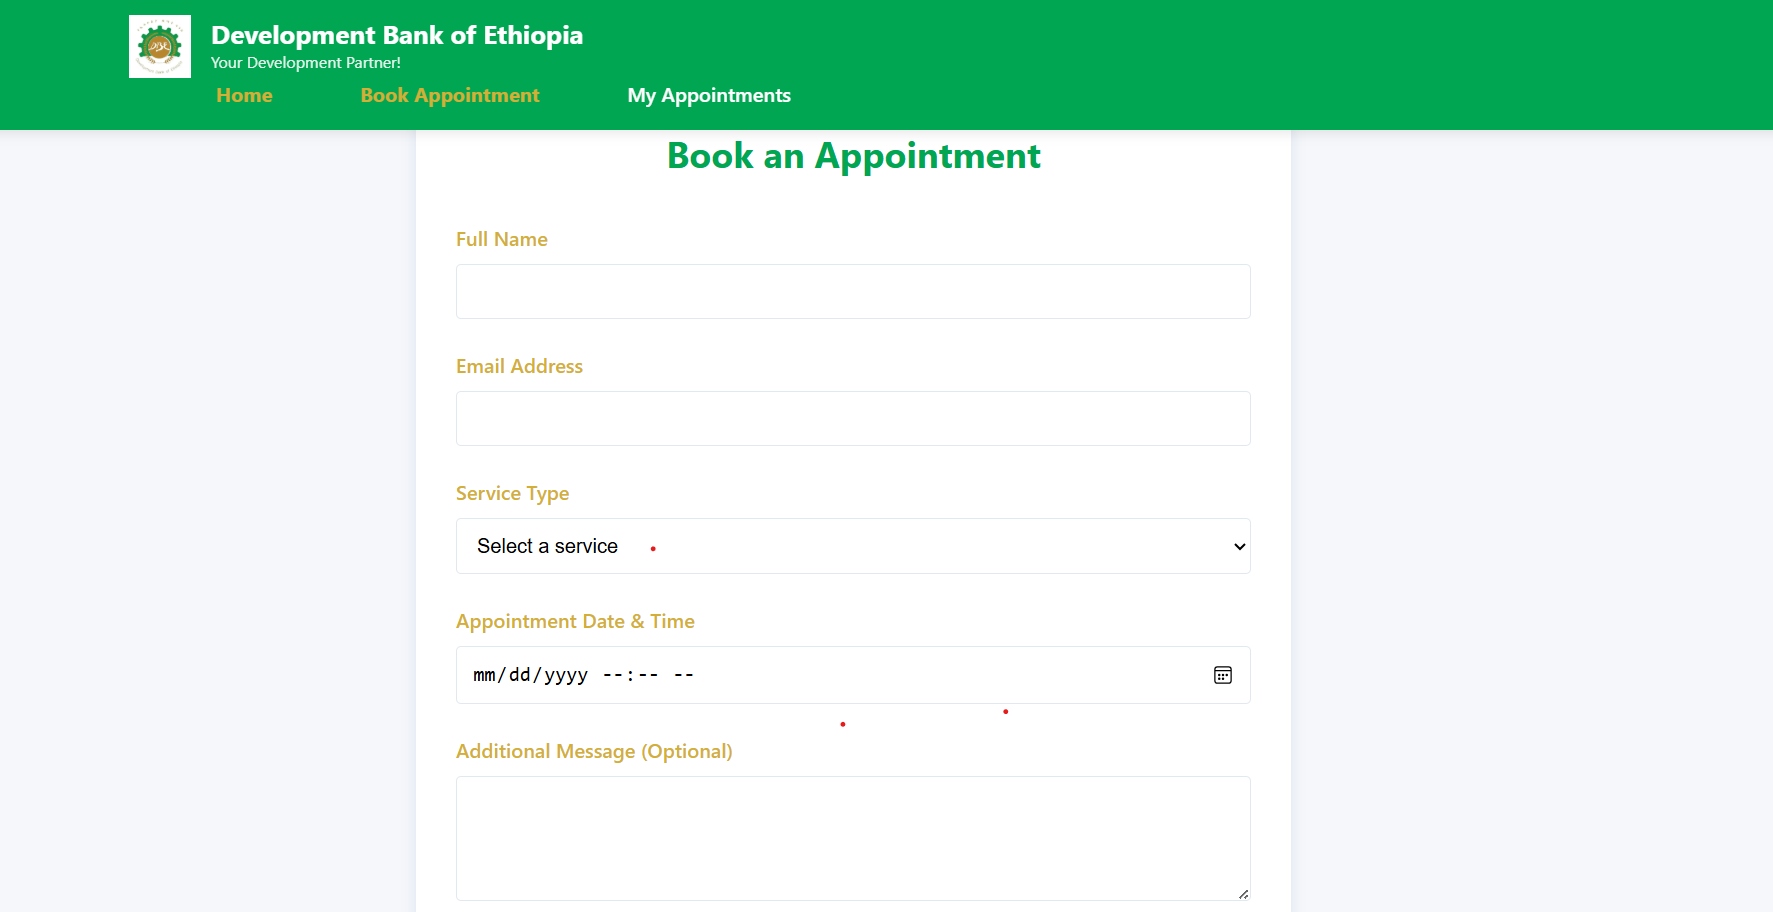 Development Bank of Ethiopia
Your Development Partner!
Home Book Appointment My Appointments
Book an Appointment
Full Name
Email Address
Service Type
Select a service
Appointment Date & Time
mm/dd/yyyy --:-- --
Additional Message (Optional)